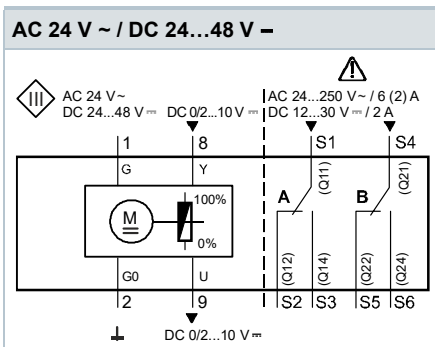 AC 24 V ~ / DC 24...48 V ⎓
III
AC 24 V ~
DC 24...48 V ⎓
DC 0/2...10 V ⎓
AC 24...250 V ~ / 6 (2) A
DC 12...30 V ⎓ / 2 A
1 8 S1 S4
G Y (Q11) (Q21)
100%
A B
M
0%
G0 U (Q12) (Q14) (Q22) (Q24)
2 9 S2 S3 S5 S6
DC 0/2...10 V ⎓